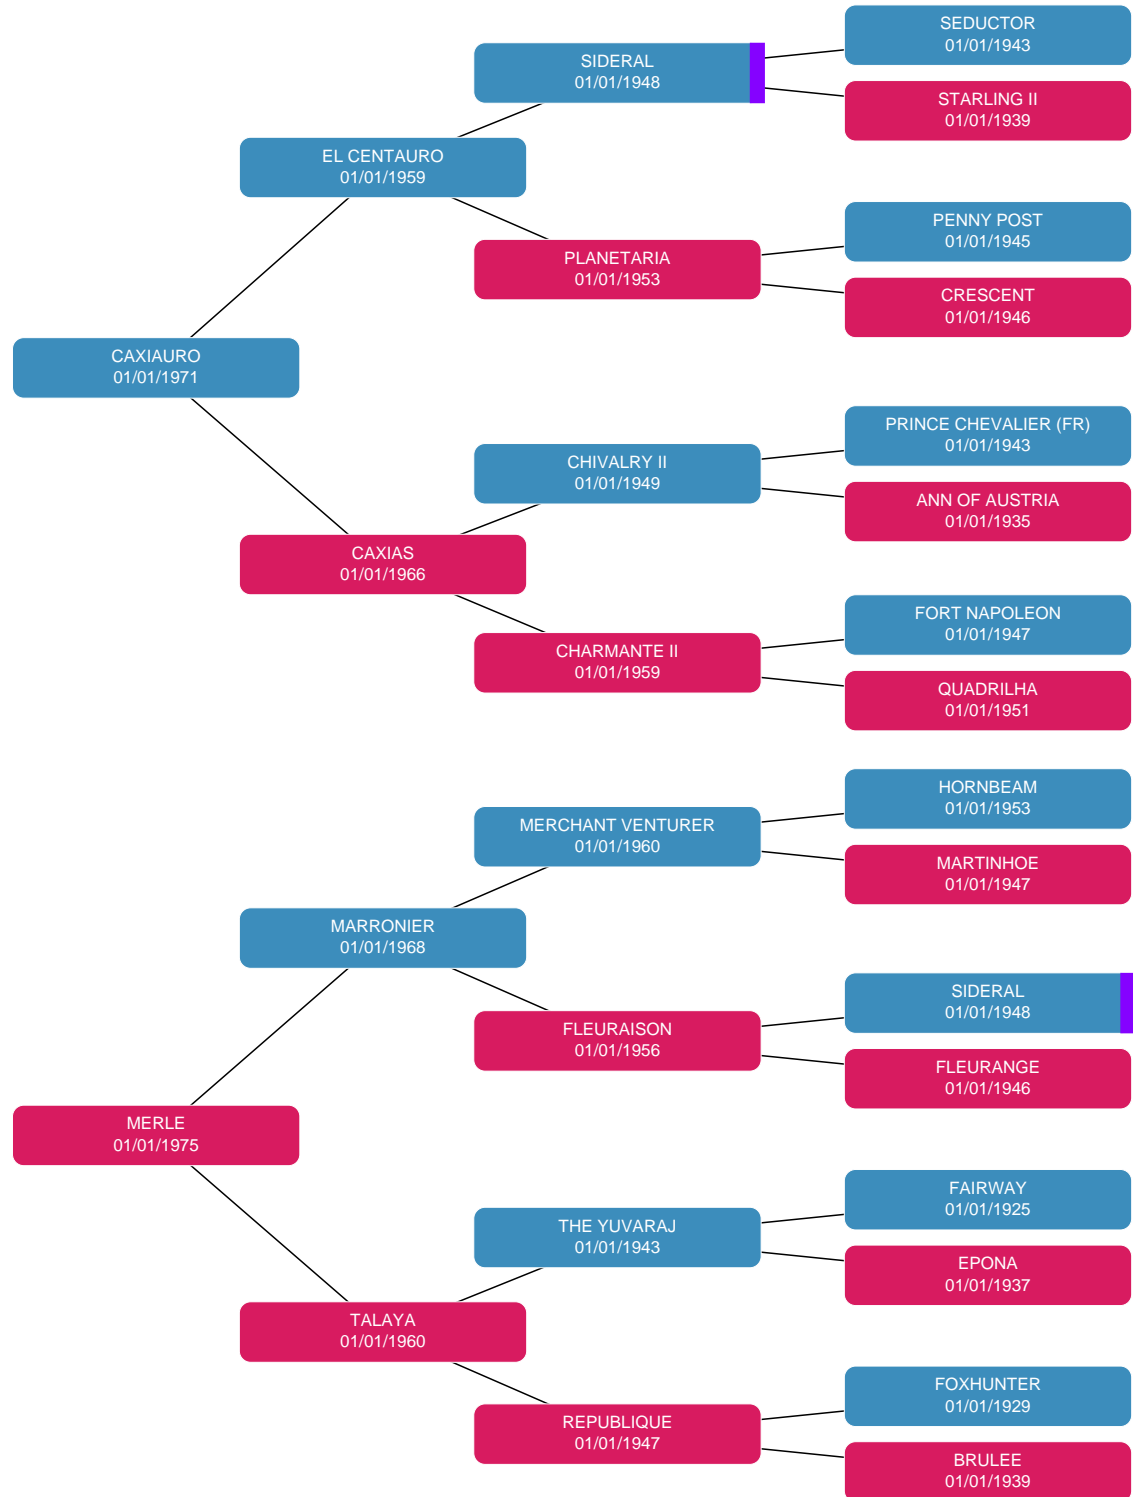 SEDUCTOR
01/01/1943
SIDERAL
01/01/1948
STARLING II
01/01/1939
EL CENTAURO
01/01/1959
PENNY POST
01/01/1945
PLANETARIA
01/01/1953
CRESCENT
01/01/1946
CAXIAURO
01/01/1971
PRINCE CHEVALIER (FR)
01/01/1943
CHIVALRY II
01/01/1949
ANN OF AUSTRIA
01/01/1935
CAXIAS
01/01/1966
FORT NAPOLEON
01/01/1947
CHARMANTE II
01/01/1959
QUADRILHA
01/01/1951
HORNBEAM
01/01/1953
MERCHANT VENTURER
01/01/1960
MARTINHOE
01/01/1947
MARRONIER
01/01/1968
SIDERAL
01/01/1948
FLEURAISON
01/01/1956
FLEURANGE
01/01/1946
MERLE
01/01/1975
FAIRWAY
01/01/1925
THE YUVARAJ
01/01/1943
EPONA
01/01/1937
TALAYA
01/01/1960
FOXHUNTER
01/01/1929
REPUBLIQUE
01/01/1947
BRULEE
01/01/1939